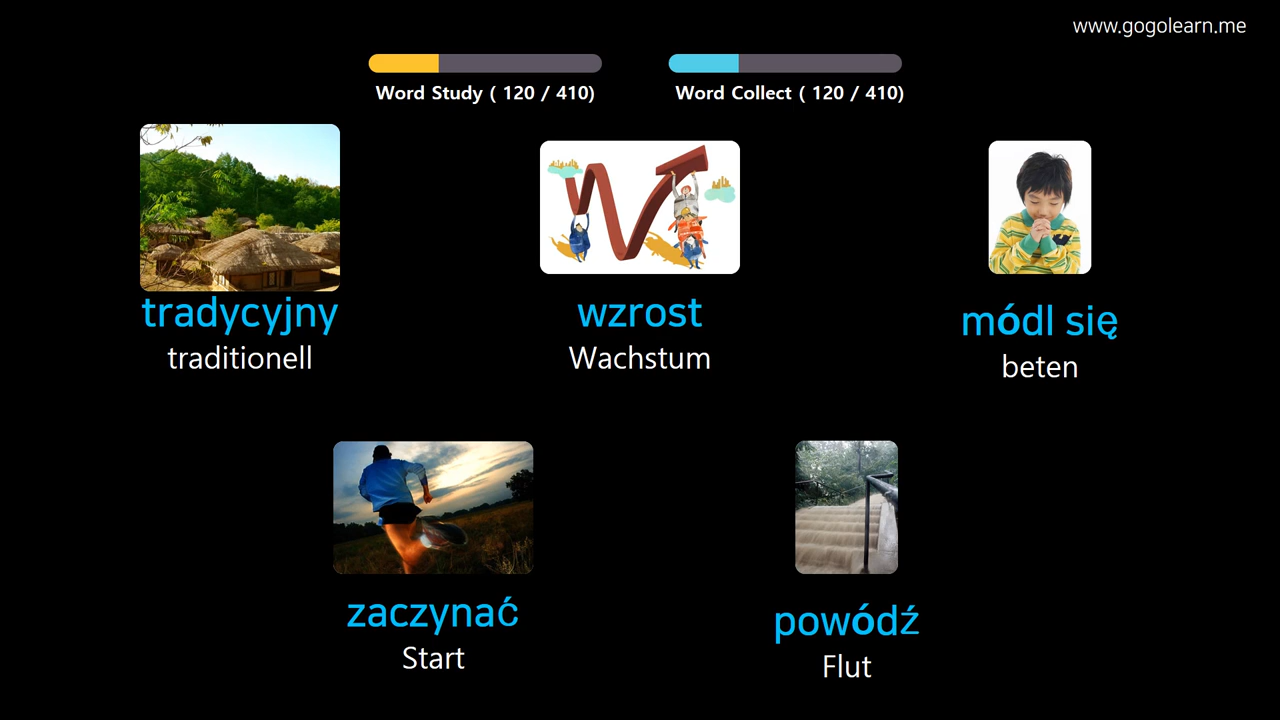 www.gogolearn.me
Word Study ( 120 / 410)
Word Collect ( 120 / 410)
tradycyjny
traditionell
wzrost
Wachstum
módl się
beten
zaczynać
Start
powódź
Flut